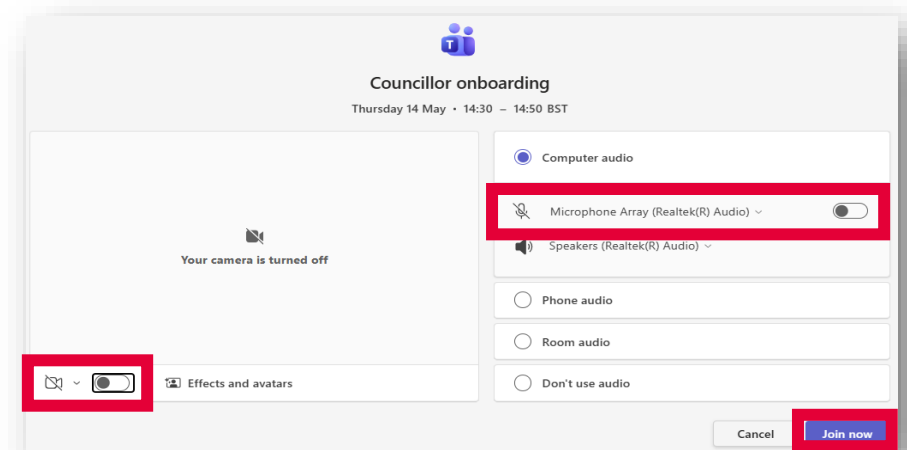 T
Councillor onboarding
Thursday 14 May • 14:30 – 14:50 BST
Your camera is turned off
Effects and avatars
Computer audio
Microphone Array (Realtek(R) Audio)
Speakers (Realtek(R) Audio)
Phone audio
Room audio
Don't use audio
Cancel
Join now